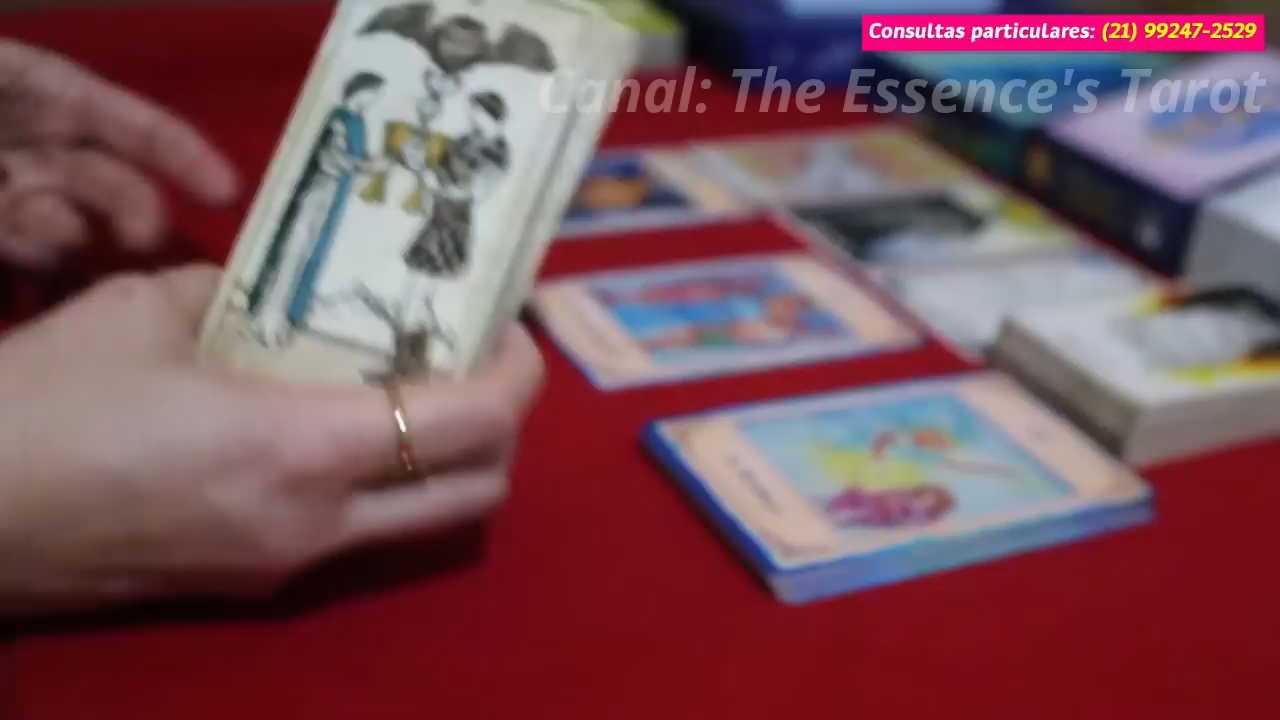 Consultas particulares: (21) 99247-2529
Canal: The Essence's Tarot